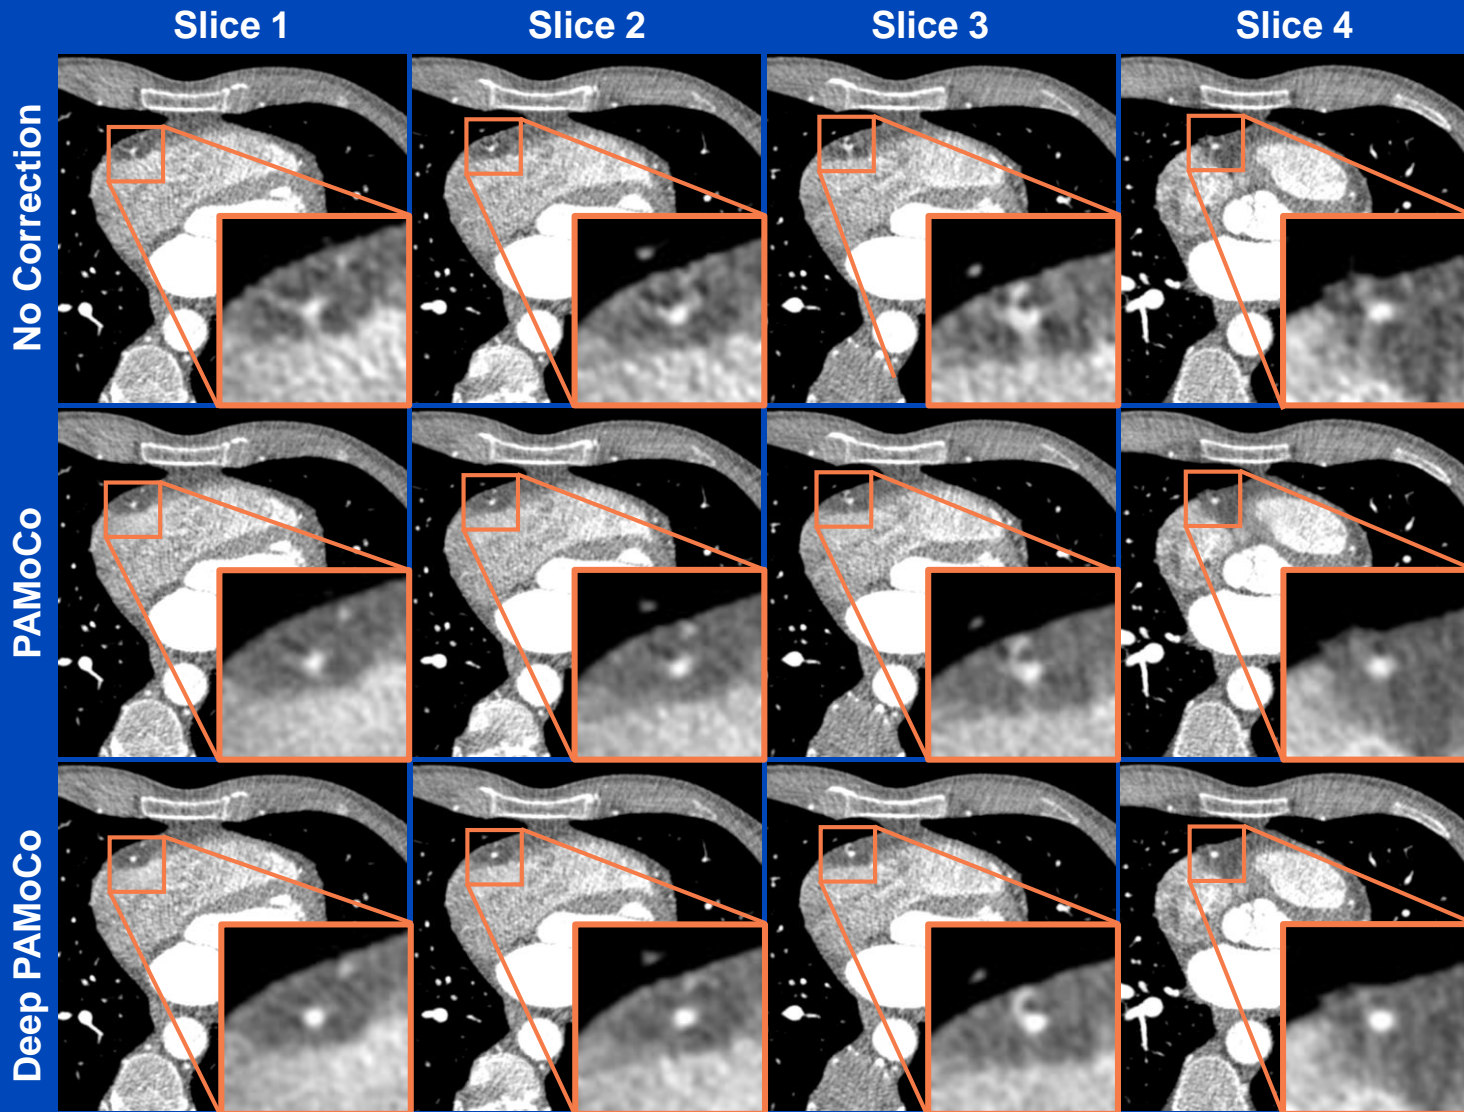 Slice 1
Slice 2
Slice 3
Slice 4
No Correction
PAMoCo
Deep PAMoCo